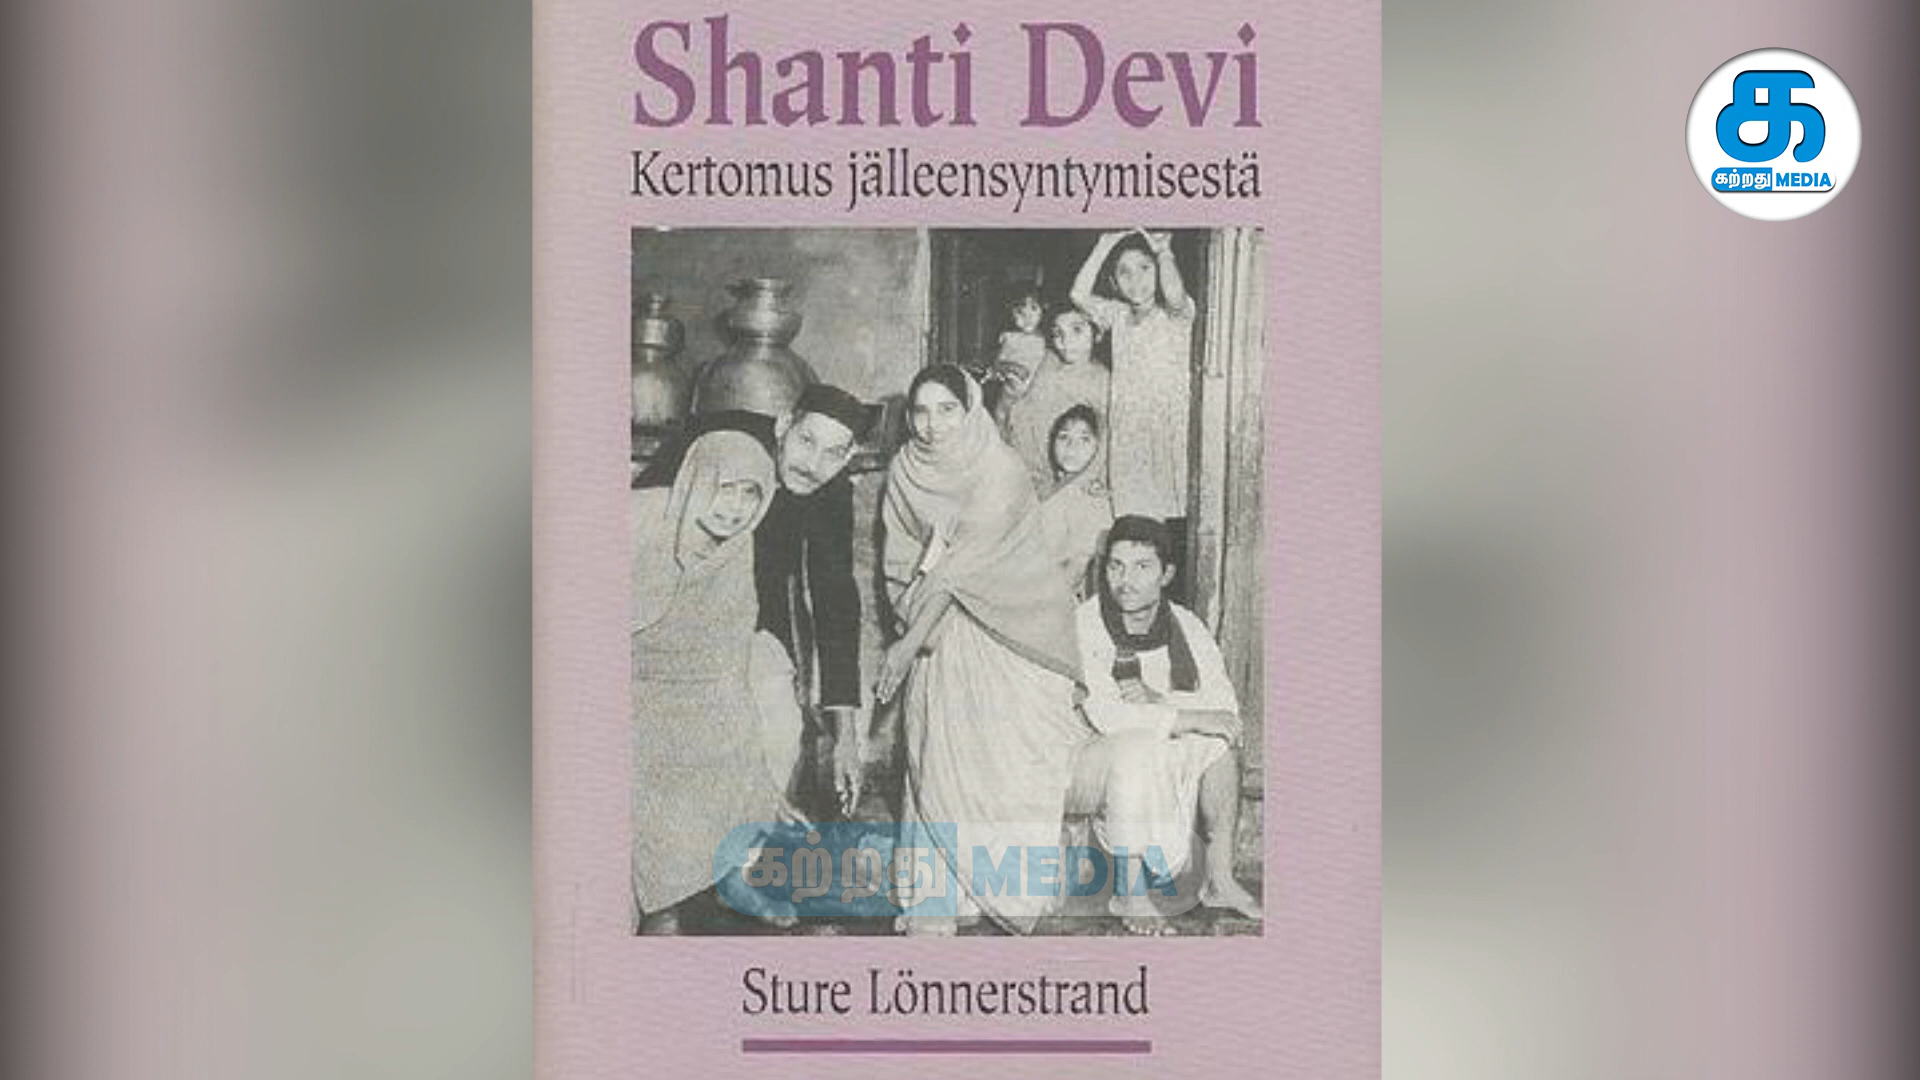 Shanti Devi
Kertomus jälleensyntymisestä
க
கற்றது MEDIA
கற்றது MEDIA
Sture Lönnerstrand